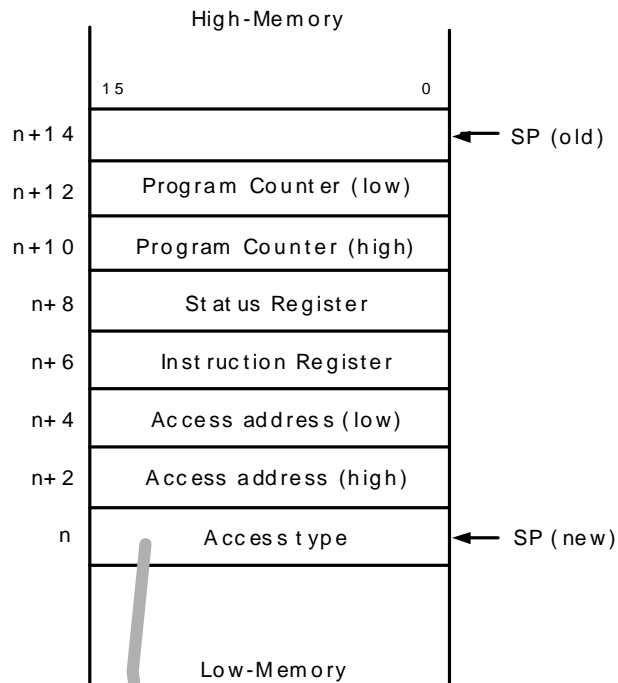 High-Memory
15 0
n+14 SP (old)
n+12 Program Counter (low)
n+10 Program Counter (high)
n+8 Status Register
n+6 Instruction Register
n+4 Access address (low)
n+2 Access address (high)
n Access type SP (new)
Low-Memory